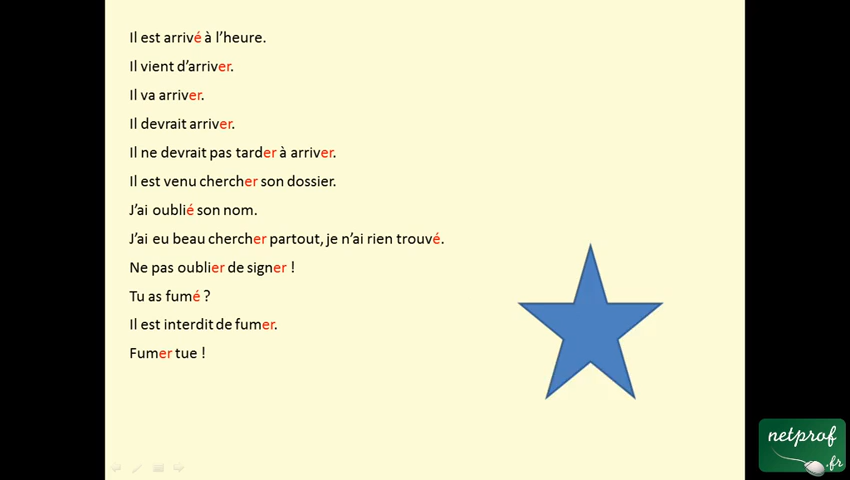 Il est arrivé à l’heure.
Il vient d’arriver.
Il va arriver.
Il devrait arriver.
Il ne devrait pas tarder à arriver.
Il est venu chercher son dossier.
J’ai oublié son nom.
J’ai eu beau chercher partout, je n’ai rien trouvé.
Ne pas oublier de signer !
Tu as fumé ?
Il est interdit de fumer.
Fumer tue !
netprof
.fr